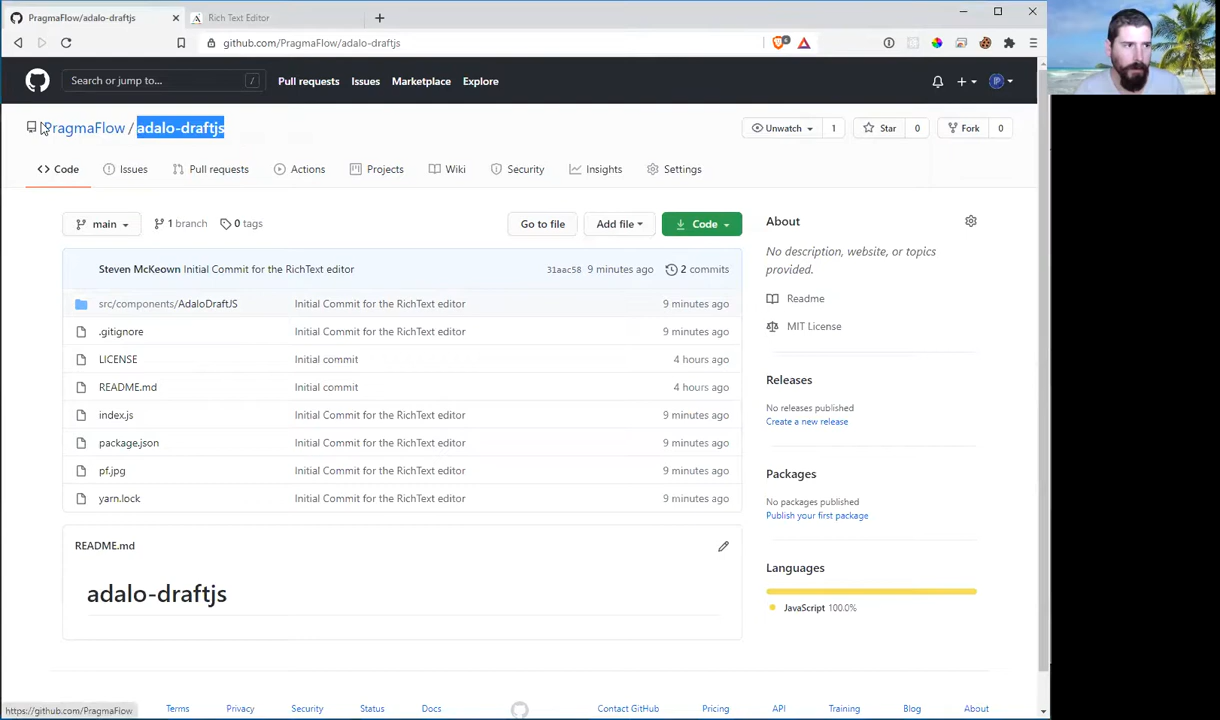 PragmaFlow/adalo-draftjs
Rich Text Editor
github.com/PragmaFlow/adalo-draftjs
6
Search or jump to...
/
Pull requests
Issues
Marketplace
Explore
PragmaFlow / adalo-draftjs
Unwatch
1
Star
0
Fork
0
Code
Issues
Pull requests
Actions
Projects
Wiki
Security
Insights
Settings
main
1 branch
0 tags
Go to file
Add file
Code
Steven McKeown Initial Commit for the RichText editor
31aac58 9 minutes ago
2 commits
src/components/AdaloDraftJS Initial Commit for the RichText editor 9 minutes ago
.gitignore Initial Commit for the RichText editor 9 minutes ago
LICENSE Initial commit 4 hours ago
README.md Initial commit 4 hours ago
index.js Initial Commit for the RichText editor 9 minutes ago
package.json Initial Commit for the RichText editor 9 minutes ago
pf.jpg Initial Commit for the RichText editor 9 minutes ago
yarn.lock Initial Commit for the RichText editor 9 minutes ago
README.md
adalo-draftjs
About
No description, website, or topics
provided.
Readme
MIT License
Releases
No releases published
Create a new release
Packages
No packages published
Publish your first package
Languages
JavaScript 100.0%
https://github.com/PragmaFlow
Terms
Privacy
Security
Status
Docs
Contact GitHub
Pricing
API
Training
Blog
About